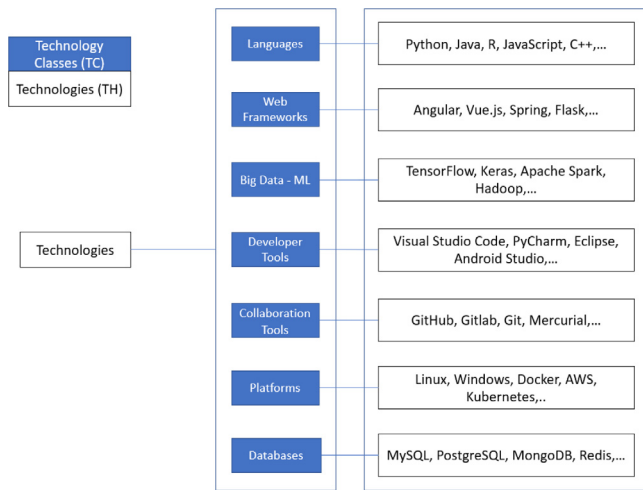 Technology
Classes (TC)
Technologies (TH)
Technologies
Languages
Python, Java, R, JavaScript, C++,...
Web
Frameworks
Angular, Vue.js, Spring, Flask,...
Big Data - ML
TensorFlow, Keras, Apache Spark,
Hadoop,...
Developer
Tools
Visual Studio Code, PyCharm, Eclipse,
Android Studio,...
Collaboration
Tools
GitHub, Gitlab, Git, Mercurial,...
Platforms
Linux, Windows, Docker, AWS,
Kubernetes,..
Databases
MySQL, PostgreSQL, MongoDB, Redis,...